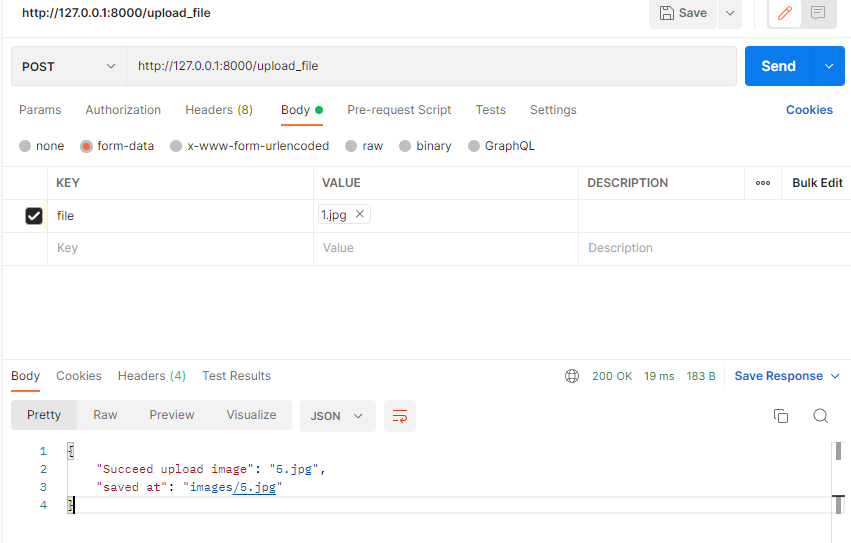 http://127.0.0.1:8000/upload_file
Save
POST
http://127.0.0.1:8000/upload_file
Send
Params Authorization Headers (8) Body Pre-request Script Tests Settings Cookies
none form-data x-www-form-urlencoded raw binary GraphQL
KEY VALUE DESCRIPTION ooo Bulk Edit
file 1.jpg
Key Value Description
Body Cookies Headers (4) Test Results 200 OK 19 ms 183 B Save Response
Pretty Raw Preview Visualize JSON
1 {
2 "Succeed upload image": "5.jpg",
3 "saved at": "images/5.jpg"
4 }